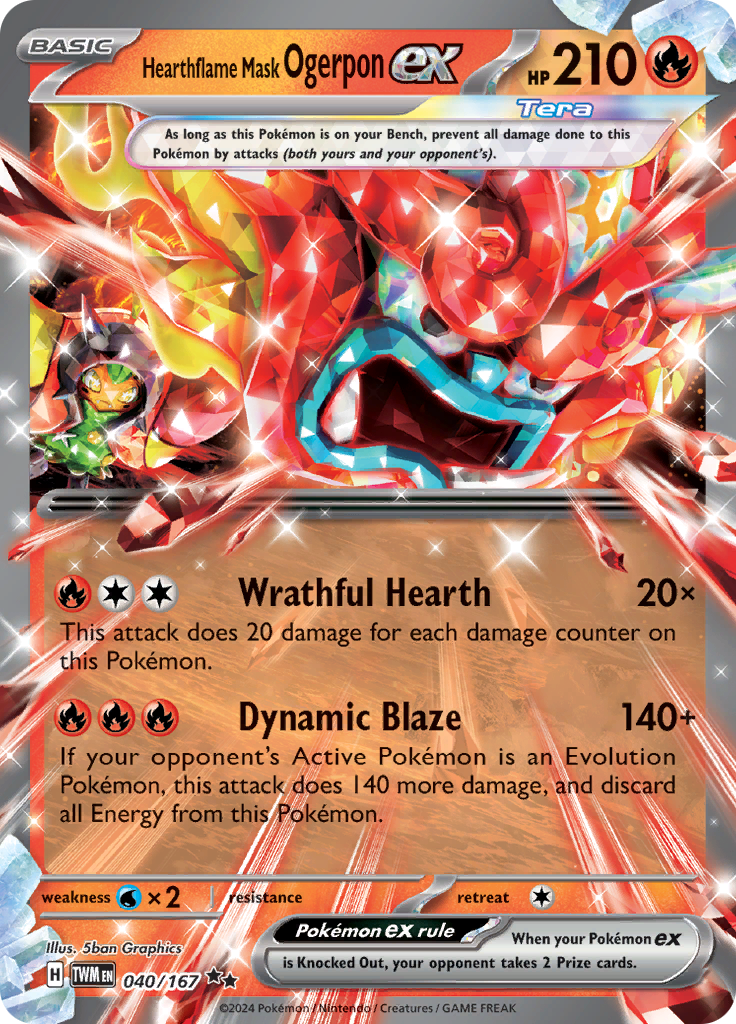 BASIC
Hearthflame Mask Ogerpon ex
HP 210
Tera
As long as this Pokémon is on your Bench, prevent all damage done to this
Pokémon by attacks (both yours and your opponent's).
Wrathful Hearth 20×
This attack does 20 damage for each damage counter on
this Pokémon.
Dynamic Blaze 140+
If your opponent's Active Pokémon is an Evolution
Pokémon, this attack does 140 more damage, and discard
all Energy from this Pokémon.
weakness ×2 resistance retreat
Illus. 5ban Graphics
H TWM EN 040/167 ★★
Pokémon ex rule
When your Pokémon ex
is Knocked Out, your opponent takes 2 Prize cards.
©2024 Pokémon / Nintendo / Creatures / GAME FREAK